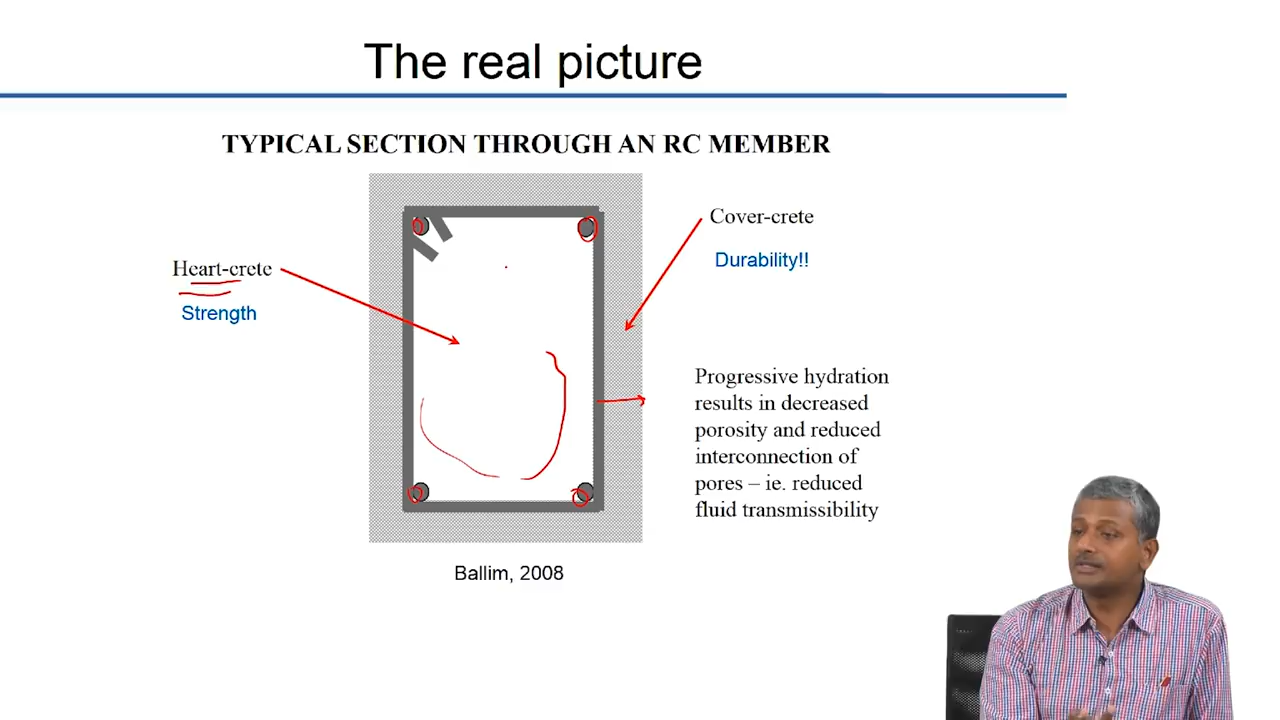 The real picture
TYPICAL SECTION THROUGH AN RC MEMBER
Heart-crete
Strength
Cover-crete
Durability!!
Progressive hydration
results in decreased
porosity and reduced
interconnection of
pores – ie. reduced
fluid transmissibility
Ballim, 2008